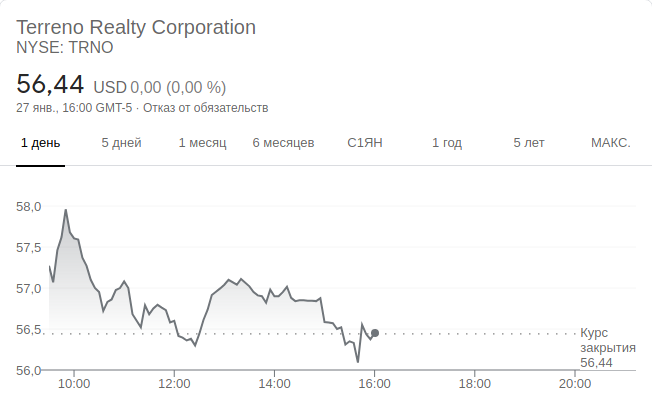 Terreno Realty Corporation
NYSE: TRNO
56,44 USD 0,00 (0,00 %)
27 янв., 16:00 GMT-5 · Отказ от обязательств
1 день 5 дней 1 месяц 6 месяцев С1ЯН 1 год 5 лет МАКС.
58,0
57,5
57,0
56,5
56,0
Курс
закрытия
56,44
10:00 12:00 14:00 16:00 18:00 20:00